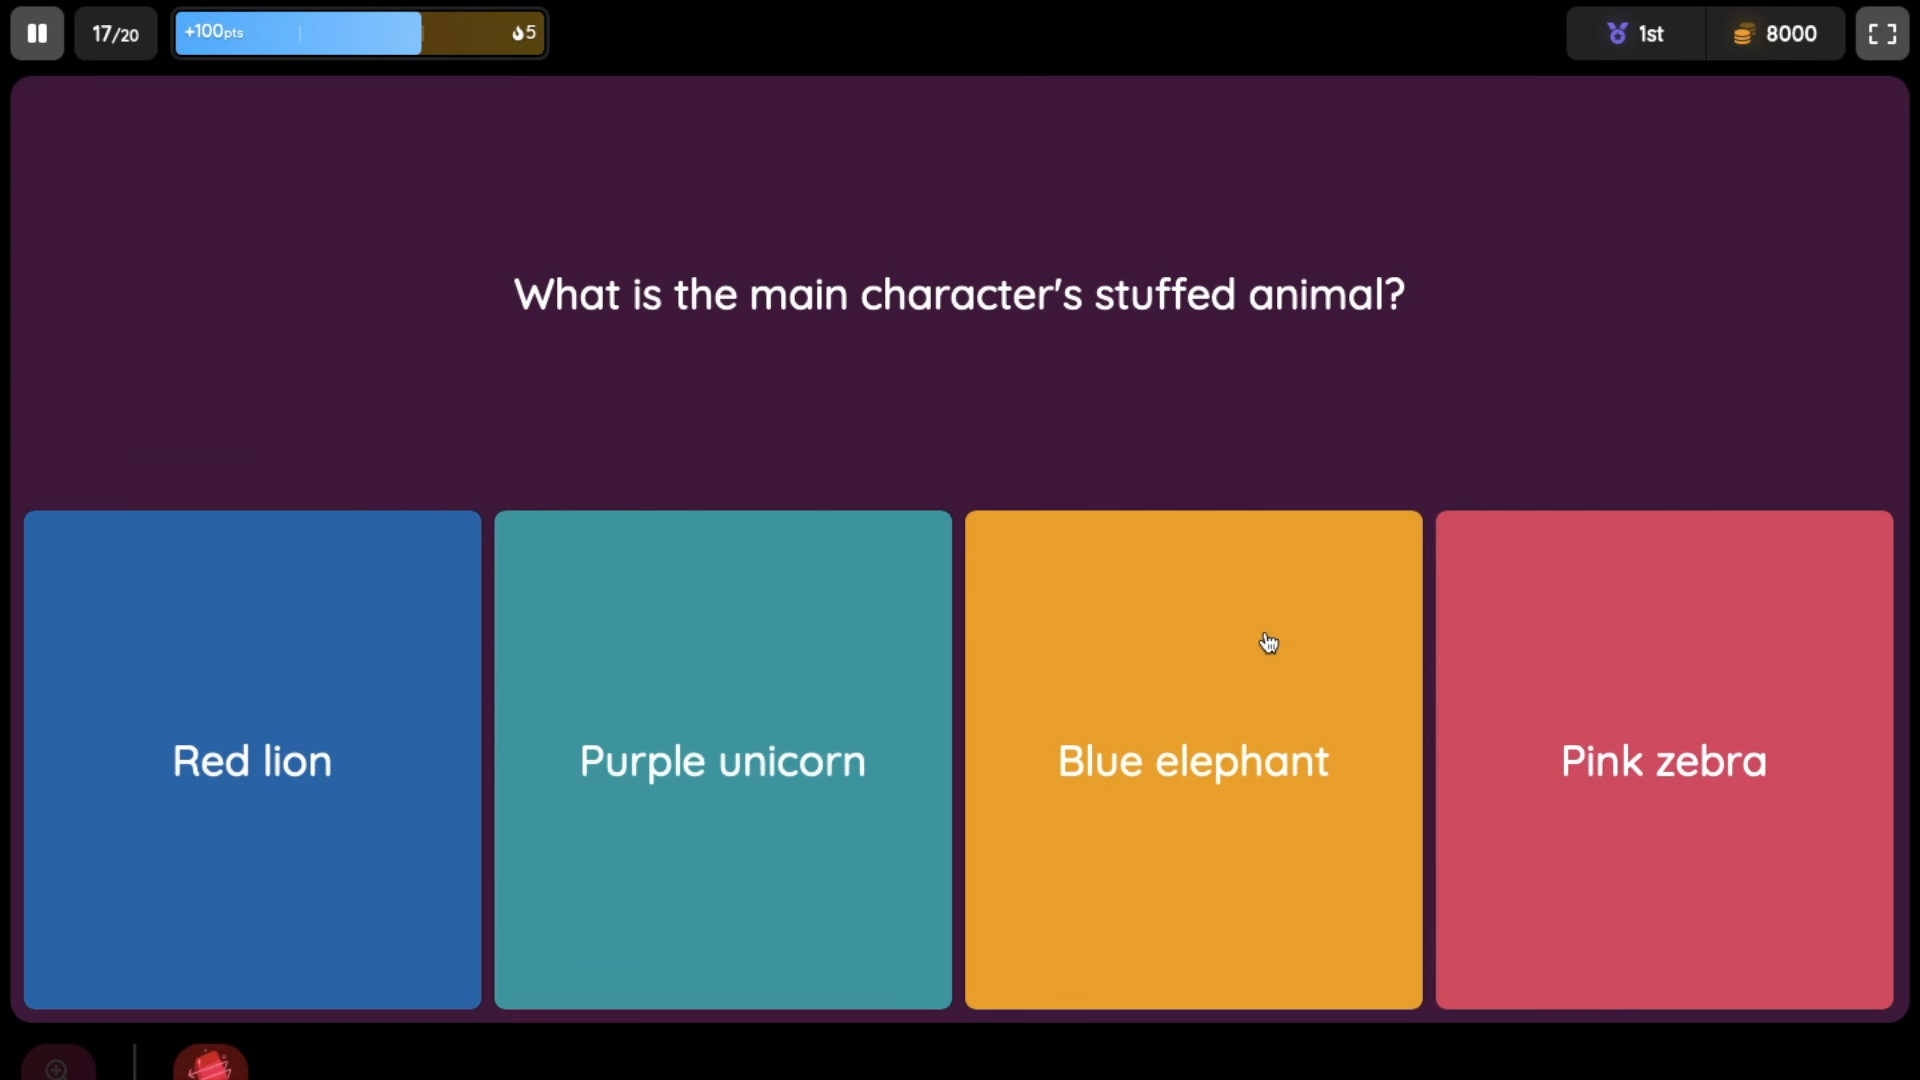 17/20
+100pts
5
1st
8000
What is the main character's stuffed animal?
Red lion
Purple unicorn
Blue elephant
Pink zebra